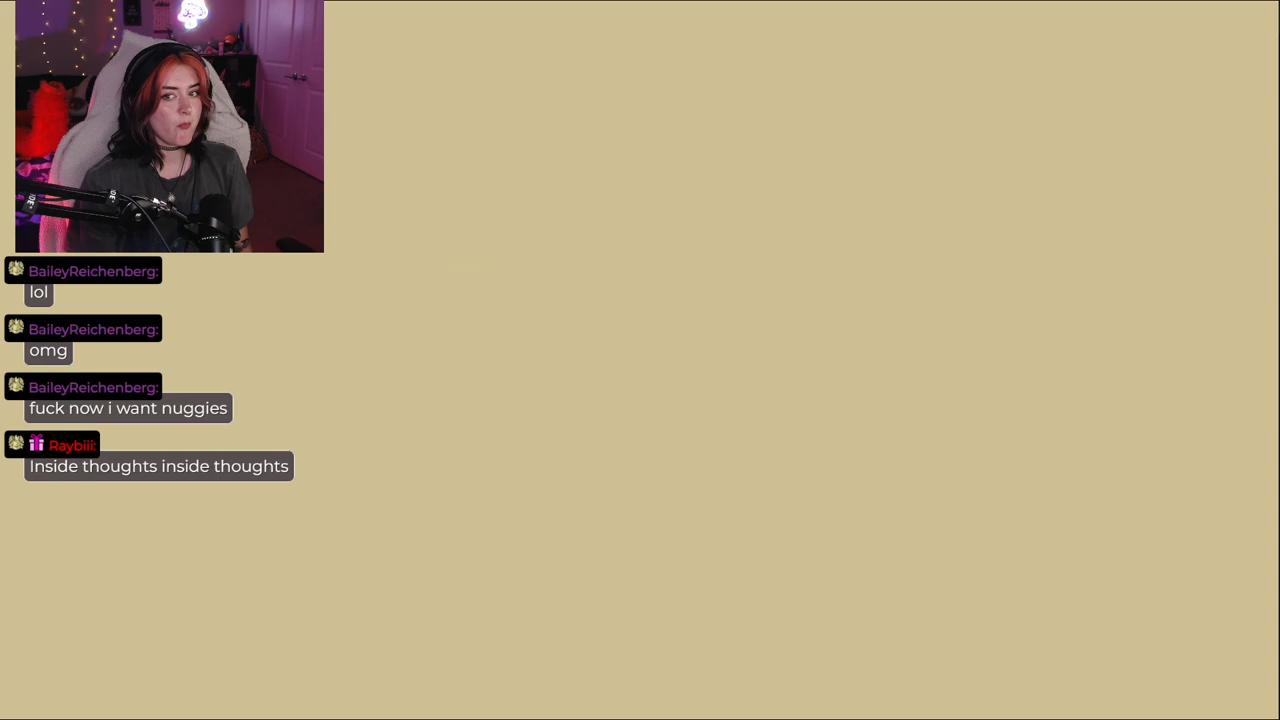 BaileyReichenberg:
lol
BaileyReichenberg:
omg
BaileyReichenberg:
fuck now i want nuggies
Raybiii:
Inside thoughts inside thoughts